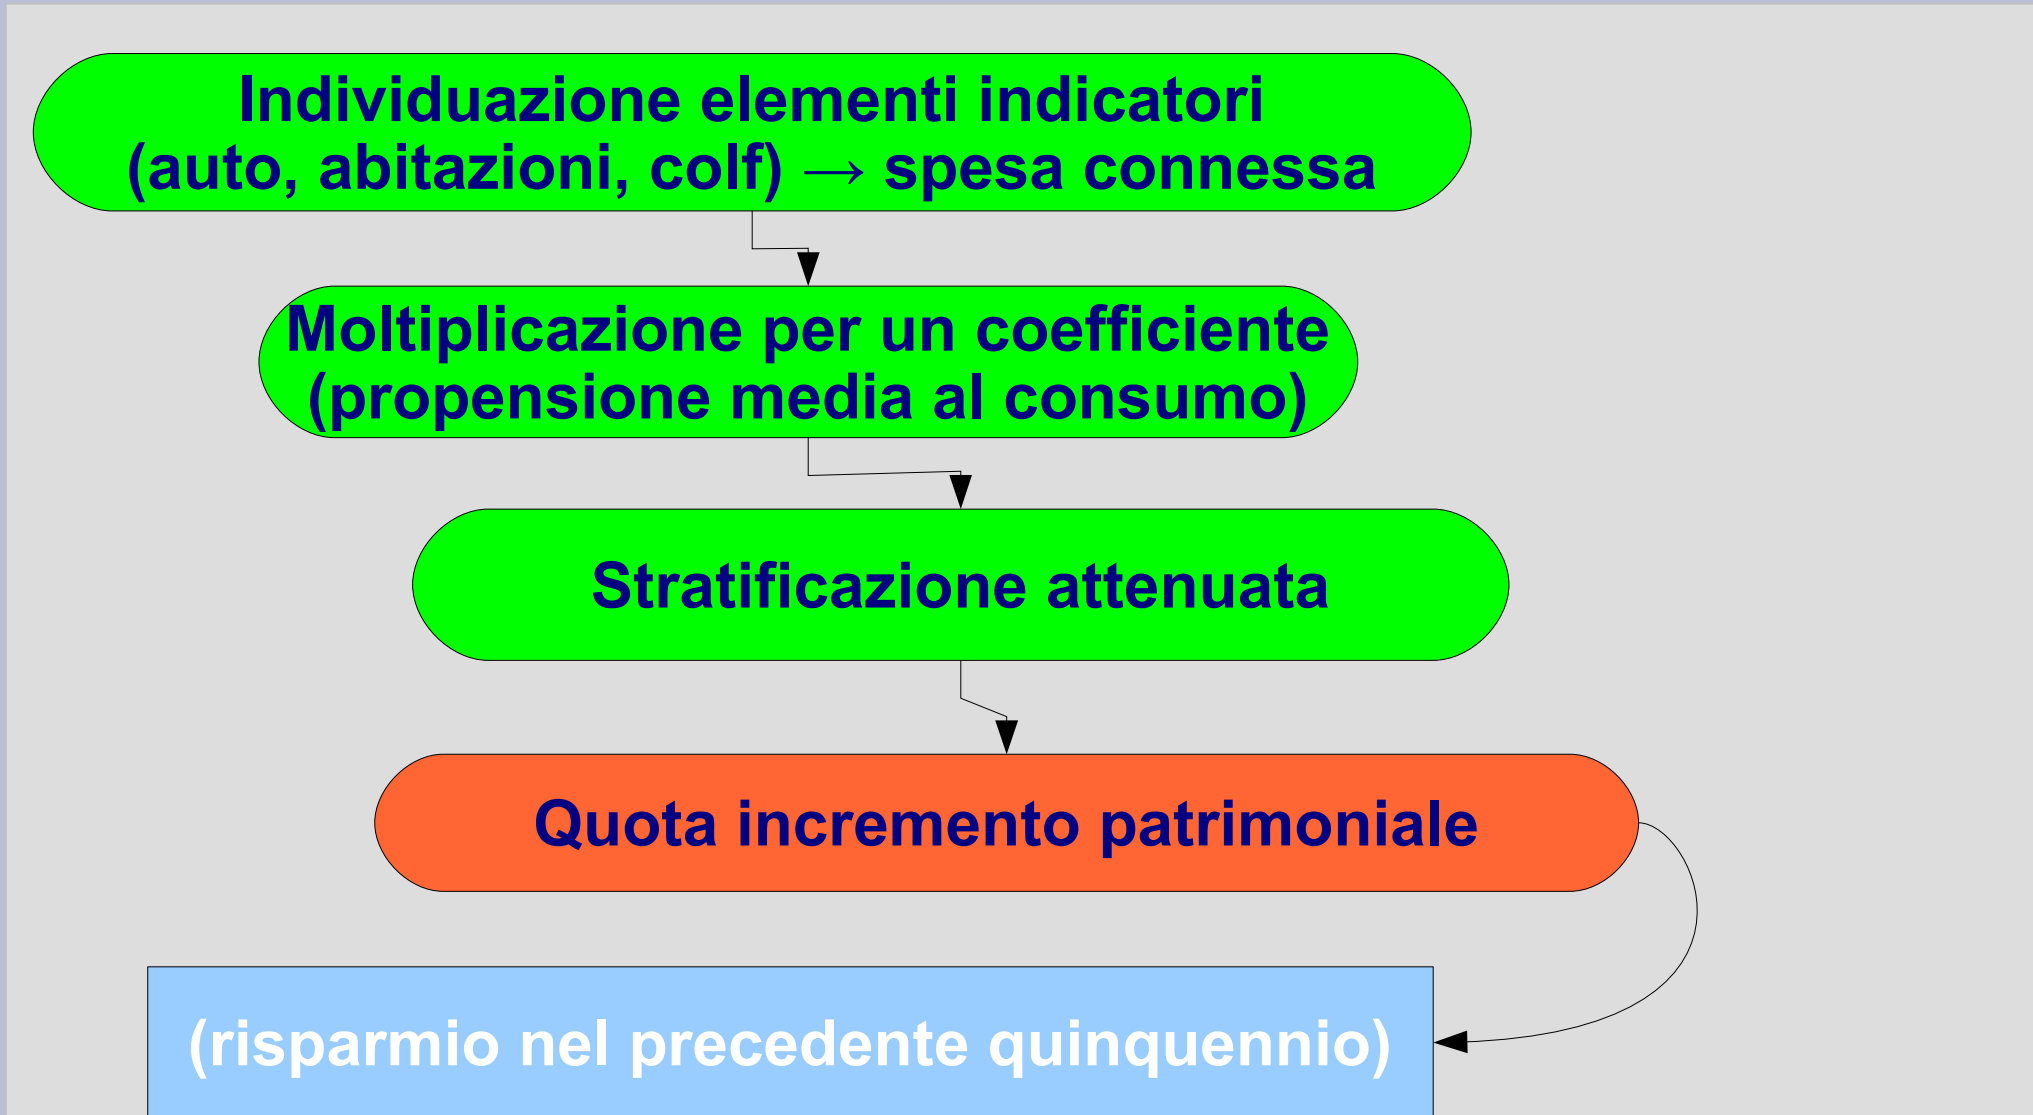 Individuazione elementi indicatori
(auto, abitazioni, colf) → spesa connessa
Moltiplicazione per un coefficiente
(propensione media al consumo)
Stratificazione attenuata
Quota incremento patrimoniale
(risparmio nel precedente quinquennio)